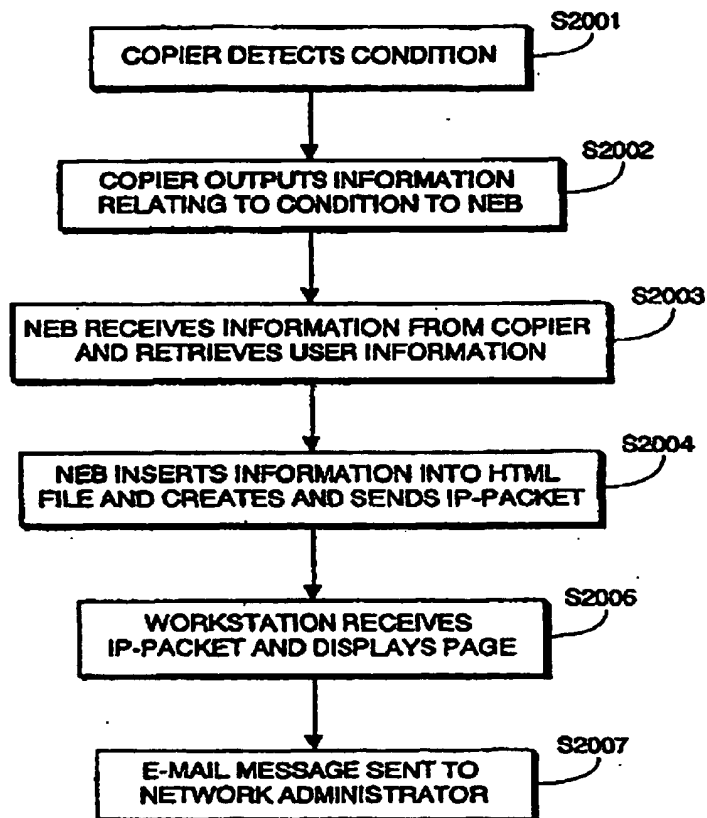 S2001
COPIER DETECTS CONDITION
S2002
COPIER OUTPUTS INFORMATION
RELATING TO CONDITION TO NEB
S2003
NEB RECEIVES INFORMATION FROM COPIER
AND RETRIEVES USER INFORMATION
S2004
NEB INSERTS INFORMATION INTO HTML
FILE AND CREATES AND SENDS IP-PACKET
S2006
WORKSTATION RECEIVES
IP-PACKET AND DISPLAYS PAGE
S2007
E-MAIL MESSAGE SENT TO
NETWORK ADMINISTRATOR